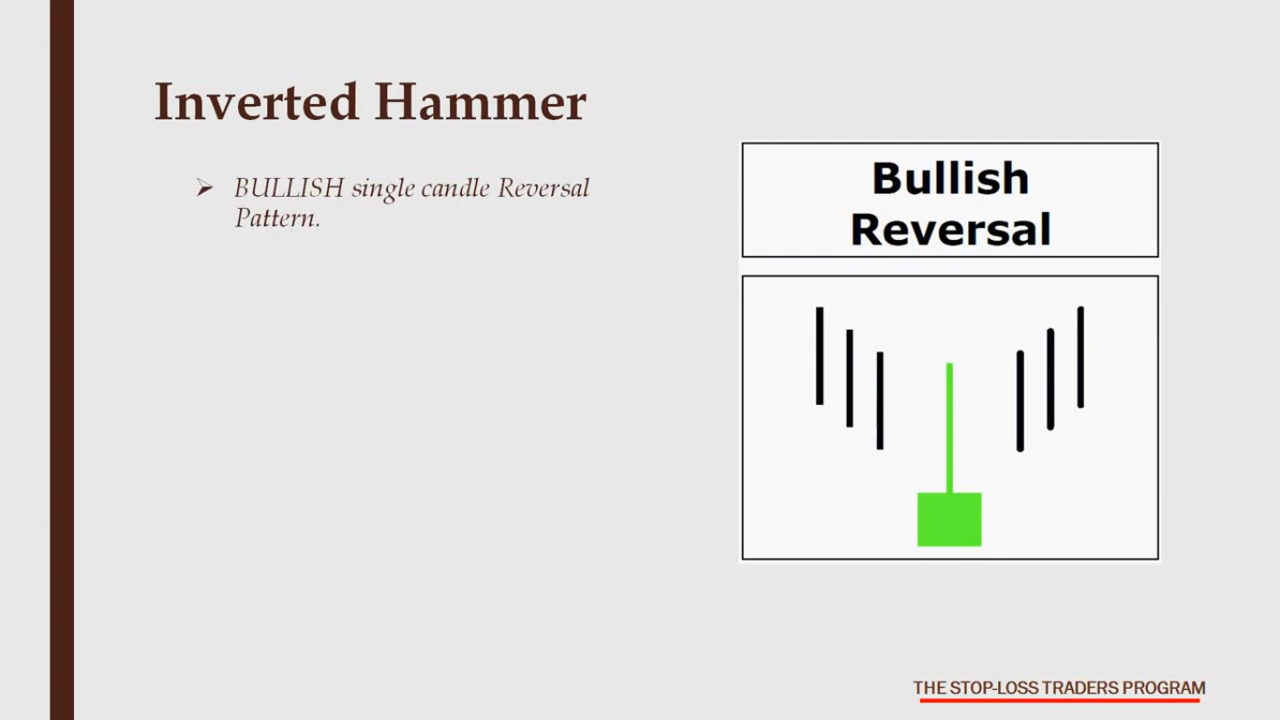 Inverted Hammer
BULLISH single candle Reversal
Pattern.
Bullish
Reversal
THE STOP-LOSS TRADERS PROGRAM